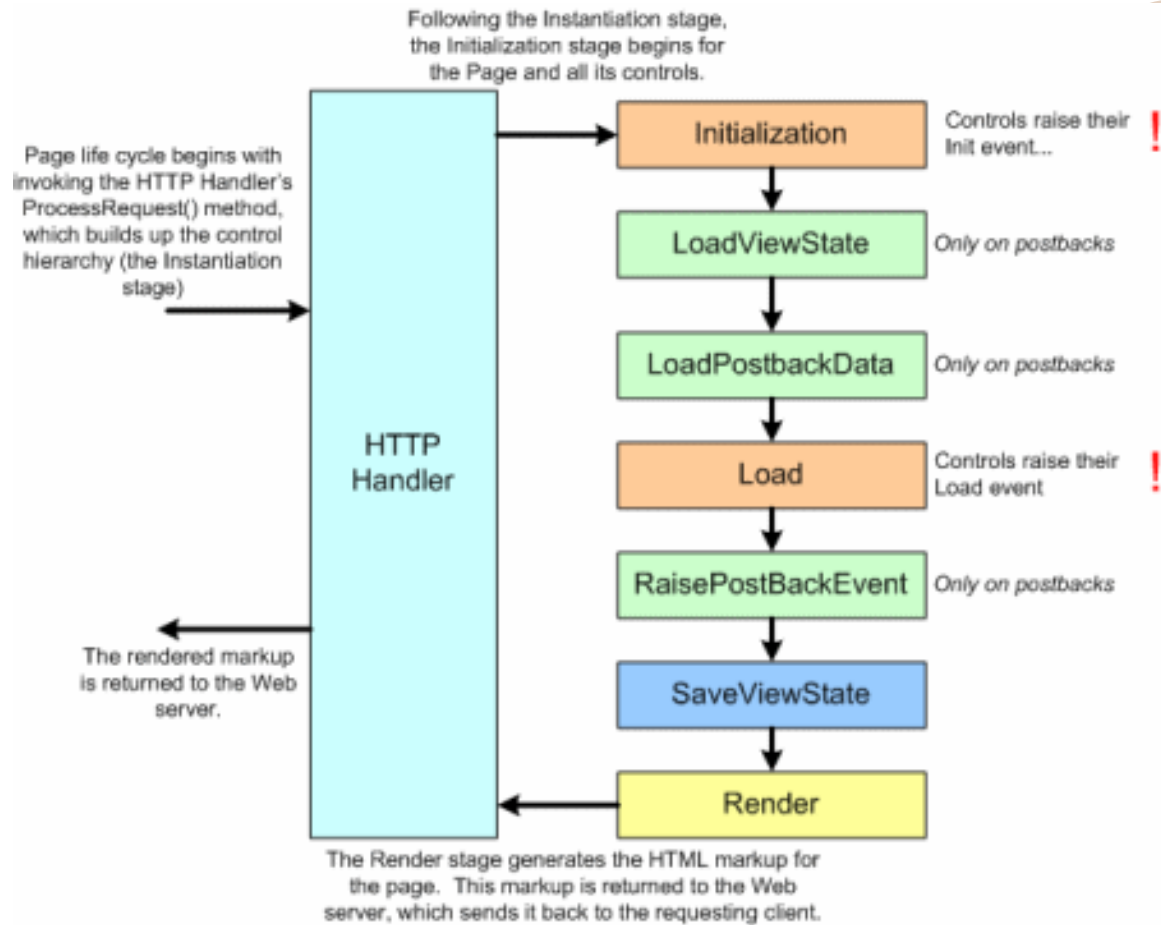 Following the Instantiation stage,
the Initialization stage begins for
the Page and all its controls.
Page life cycle begins with
invoking the HTTP Handler's
ProcessRequest() method,
which builds up the control
hierarchy (the Instantiation
stage)
HTTP
Handler
Initialization
Controls raise their
Init event...
!
LoadViewState
Only on postbacks
LoadPostbackData
Only on postbacks
Load
Controls raise their
Load event
!
RaisePostBackEvent
Only on postbacks
SaveViewState
Render
The rendered markup
is returned to the Web
server.
The Render stage generates the HTML markup for
the page. This markup is returned to the Web
server, which sends it back to the requesting client.